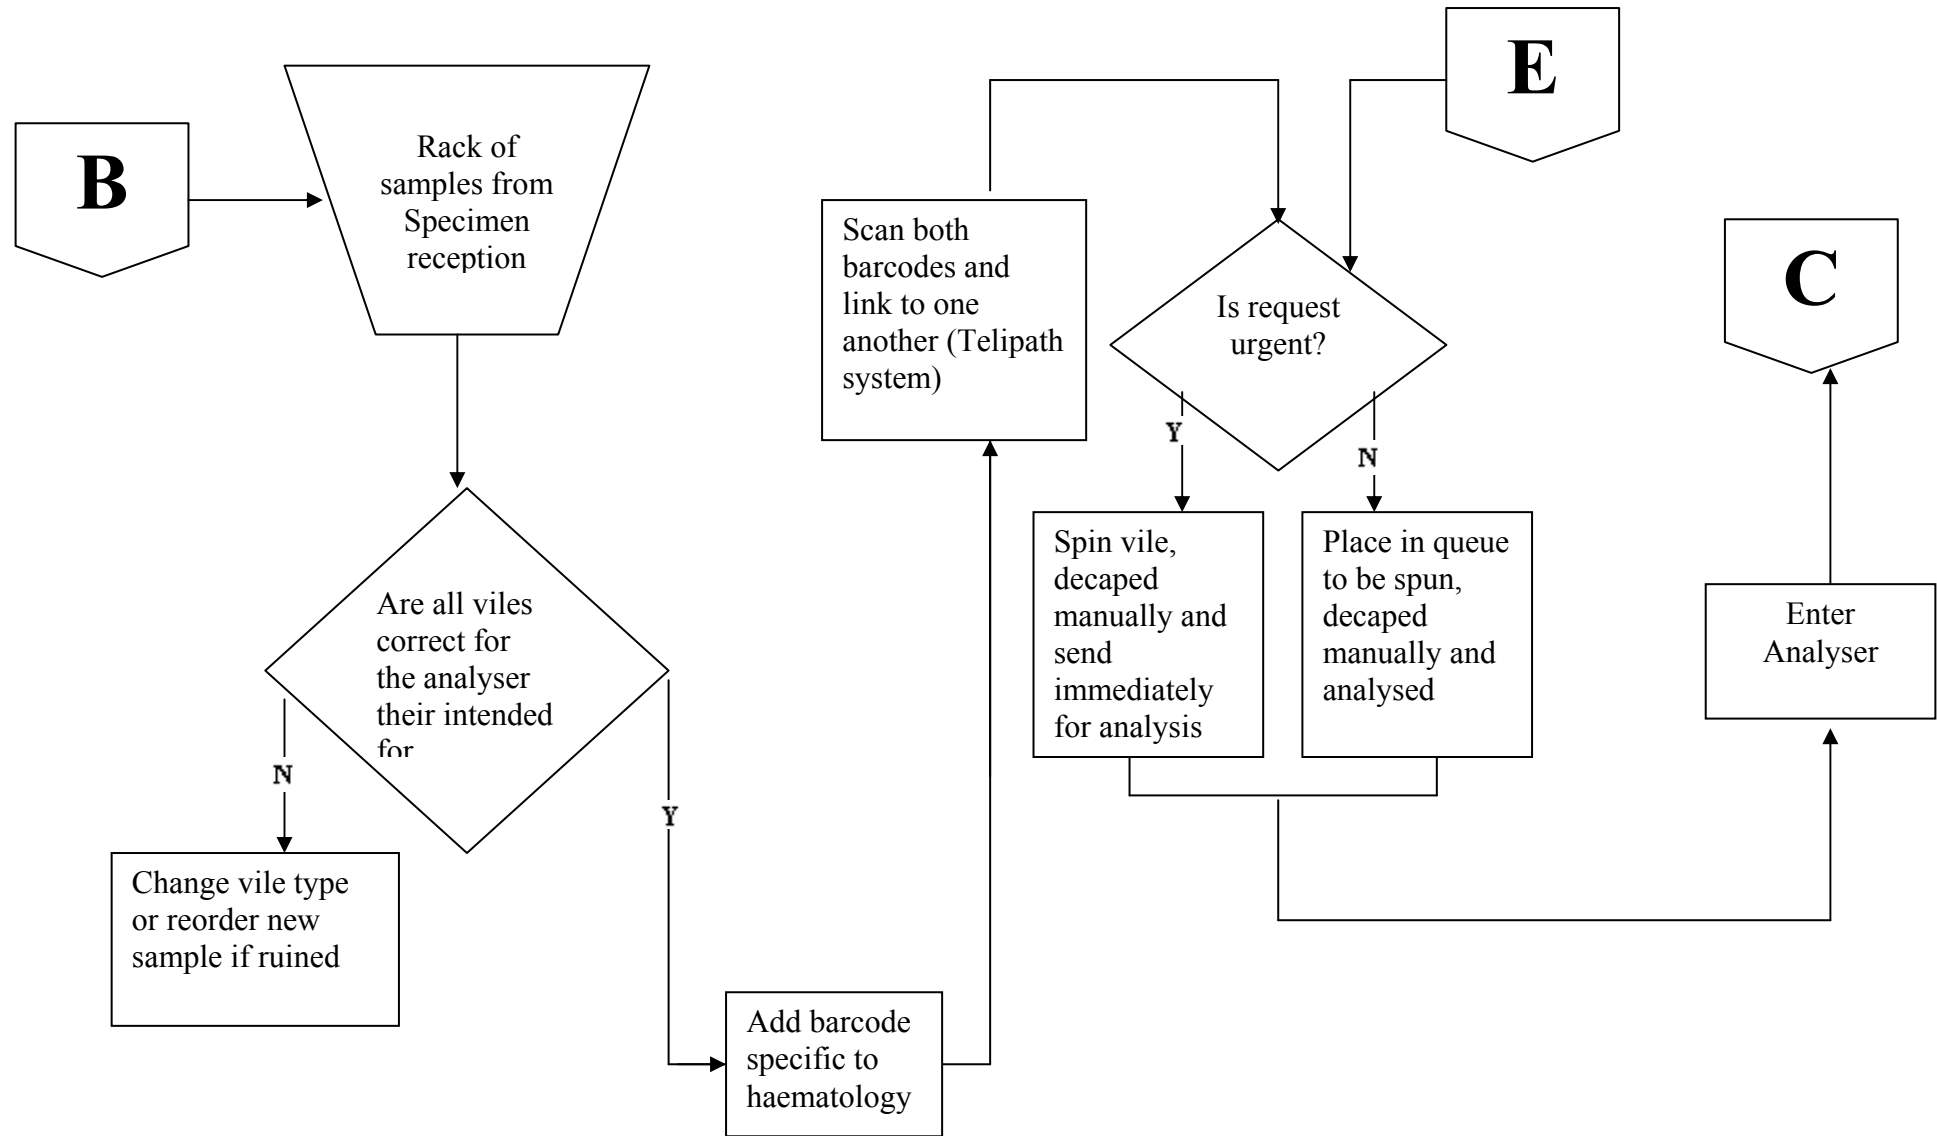 B
Rack of
samples from
Specimen
reception
Are all viles
correct for
the analyser
their intended
for
N
Y
Change vile type
or reorder new
sample if ruined
Add barcode
specific to
haematology
Scan both
barcodes and
link to one
another (Telipath
system)
E
Is request
urgent?
Y
N
Spin vile,
decaped
manually and
send
immediately
for analysis
Place in queue
to be spun,
decaped
manually and
analysed
Enter
Analyser
C